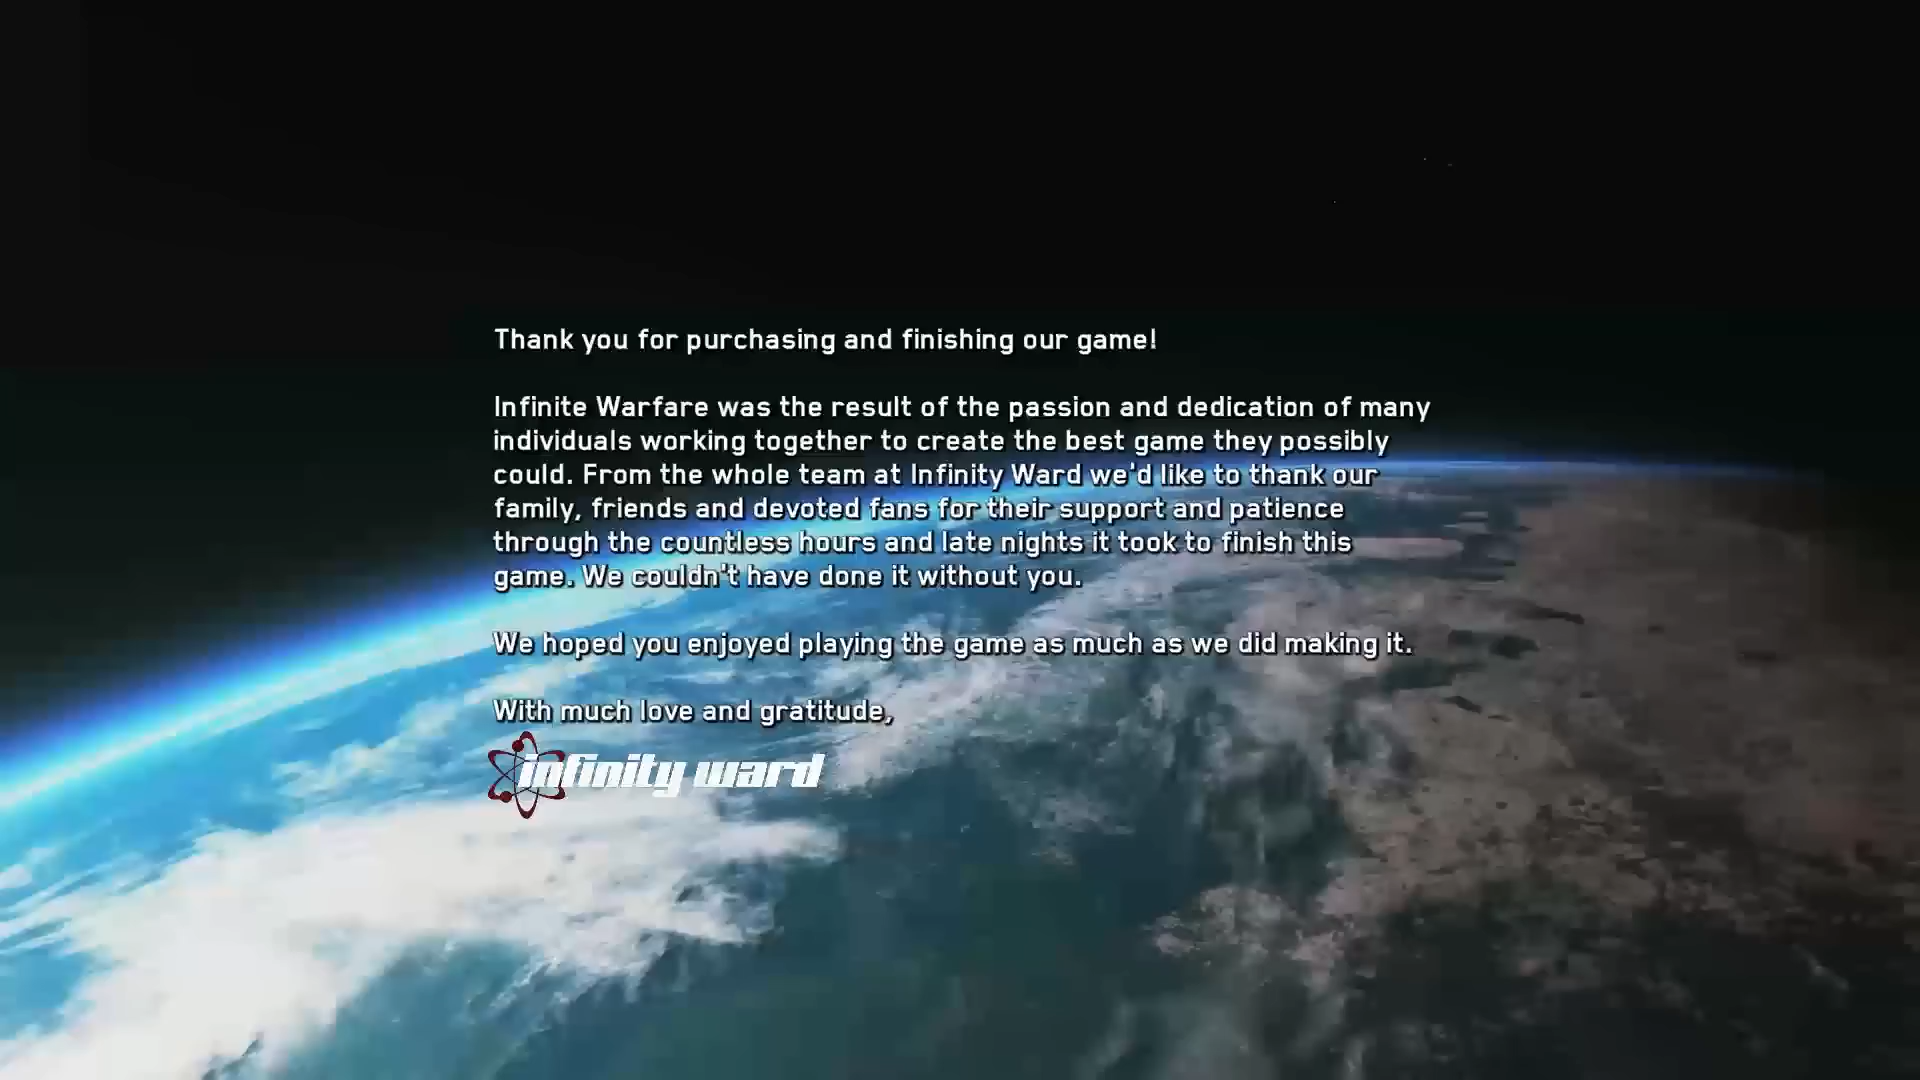 Thank you for purchasing and finishing our game!
Infinite Warfare was the result of the passion and dedication of many
individuals working together to create the best game they possibly
could. From the whole team at Infinity Ward we'd like to thank our
family, friends and devoted fans for their support and patience
through the countless hours and late nights it took to finish this
game. We couldn't have done it without you.
We hoped you enjoyed playing the game as much as we did making it.
With much love and gratitude,
infinity ward